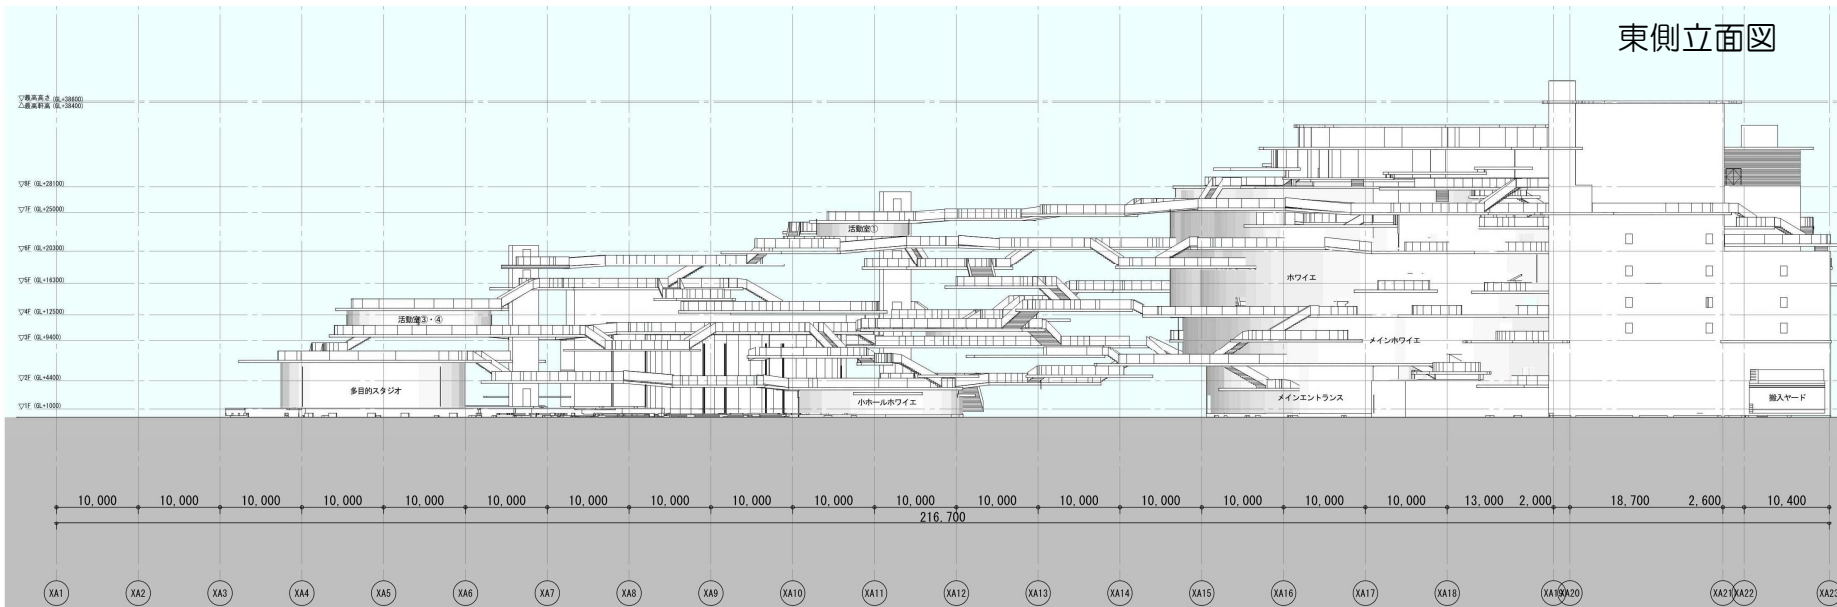 東側立面図
▽最高高さ (GL+38600)
△最高軒高 (GL+38400)
▽8F (GL+28100)
▽7F (GL+25000)
▽6F (GL+20300)
▽5F (GL+16300)
▽4F (GL+12500)
▽3F (GL+9400)
▽2F (GL+4400)
▽1F (GL+1000)
活動室①
ホワイエ
活動室③・④
メインホワイエ
多目的スタジオ
小ホールホワイエ
メインエントランス
搬入ヤード
10,000 10,000 10,000 10,000 10,000 10,000 10,000 10,000 10,000 10,000 10,000 10,000 10,000 10,000 10,000 10,000 10,000 13,000 2,000 18,700 2,600 10,400
216,700
XA1 XA2 XA3 XA4 XA5 XA6 XA7 XA8 XA9 XA10 XA11 XA12 XA13 XA14 XA15 XA16 XA17 XA18 XA19 XA20 XA21 XA22 XA23